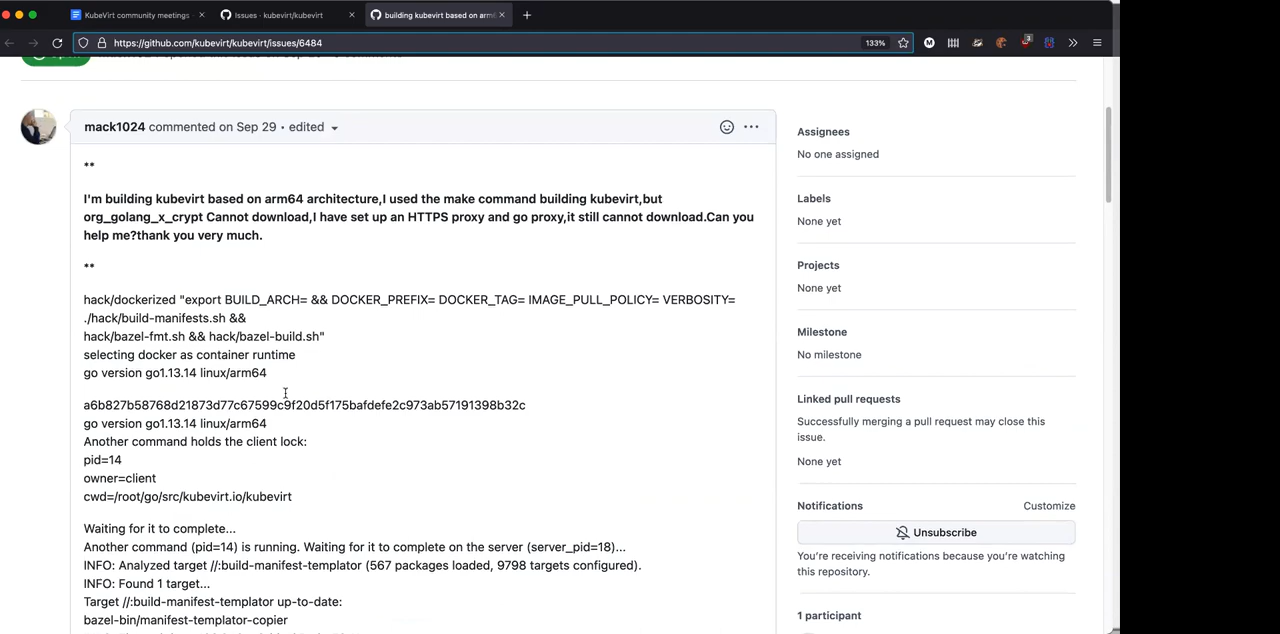 KubeVirt community meetings
Issues · kubevirt/kubevirt
building kubevirt based on arm
https://github.com/kubevirt/kubevirt/issues/6484
133%
mack1024 commented on Sep 29 • edited
**
I'm building kubevirt based on arm64 architecture,I used the make command building kubevirt,but
org_golang_x_crypt Cannot download,I have set up an HTTPS proxy and go proxy,it still cannot download.Can you
help me?thank you very much.
**
hack/dockerized "export BUILD_ARCH= && DOCKER_PREFIX= DOCKER_TAG= IMAGE_PULL_POLICY= VERBOSITY=
./hack/build-manifests.sh &&
hack/bazel-fmt.sh && hack/bazel-build.sh"
selecting docker as container runtime
go version go1.13.14 linux/arm64
a6b827b58768d21873d77c67599c9f20d5f175bafdefe2c973ab57191398b32c
go version go1.13.14 linux/arm64
Another command holds the client lock:
pid=14
owner=client
cwd=/root/go/src/kubevirt.io/kubevirt
Waiting for it to complete...
Another command (pid=14) is running. Waiting for it to complete on the server (server_pid=18)...
INFO: Analyzed target //:build-manifest-templator (567 packages loaded, 9798 targets configured).
INFO: Found 1 target...
Target //:build-manifest-templator up-to-date:
bazel-bin/manifest-templator-copier
Assignees
No one assigned
Labels
None yet
Projects
None yet
Milestone
No milestone
Linked pull requests
Successfully merging a pull request may close this
issue.
None yet
Notifications
Customize
Unsubscribe
You're receiving notifications because you're watching
this repository.
1 participant